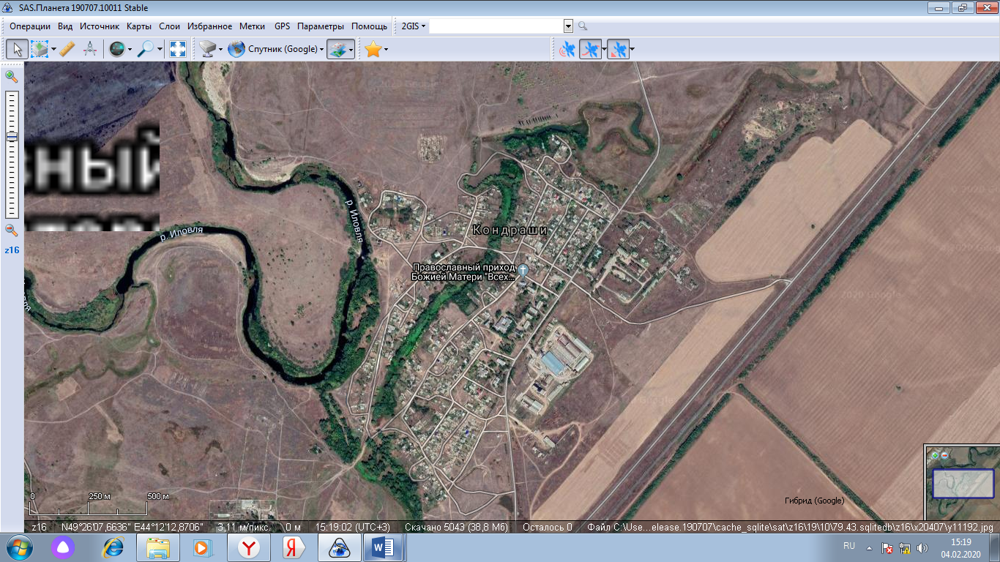 SAS.Планета 190707.10011 Stable
Операции Вид Источник Карты Слои Избранное Метки GPS Параметры Помощь 2GIS
Спутник (Google)
сный
р. Иловля
р. Иловля
Кондраши
z16
Православный приход
Божией Матери "Всех...
Гибрид (Google)
0 250 м 500 м
z16 N49°26'07,6636" E44°12'12,8706" 3,11 м/пикс. 0 м 15:19:02 (UTC+3) Скачано 5043 (38,8 Мб) Осталось 0 Файл C:\Use...elease.190707\cache_sqlite\sat\z16\19\10\79.43.sqlitedb\z16\x20407\y11192.jpg
RU 15:19
04.02.2020